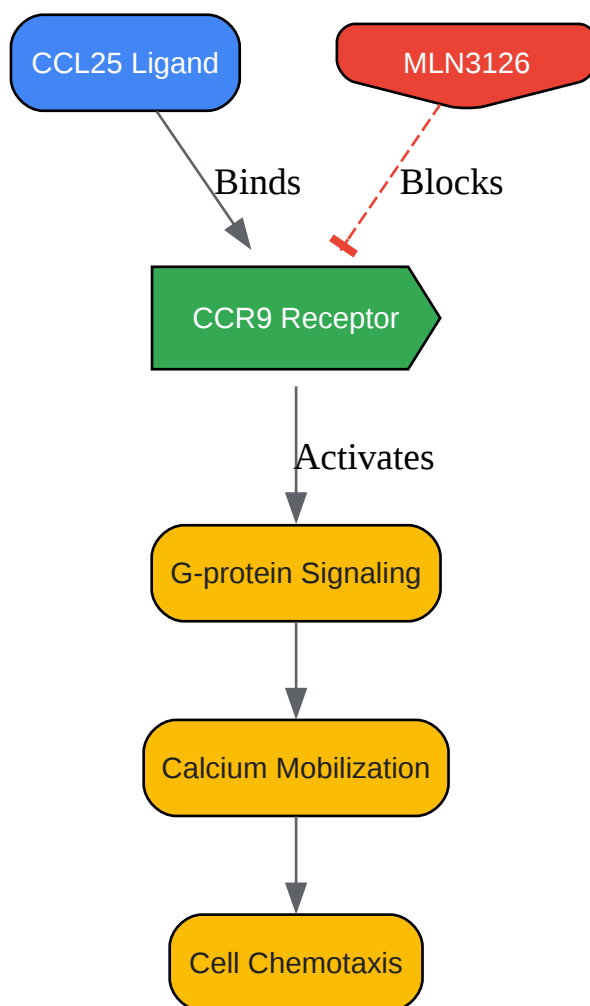 CCL25 Ligand
MLN3126
Binds
Blocks
CCR9 Receptor
Activates
G-protein Signaling
Calcium Mobilization
Cell Chemotaxis